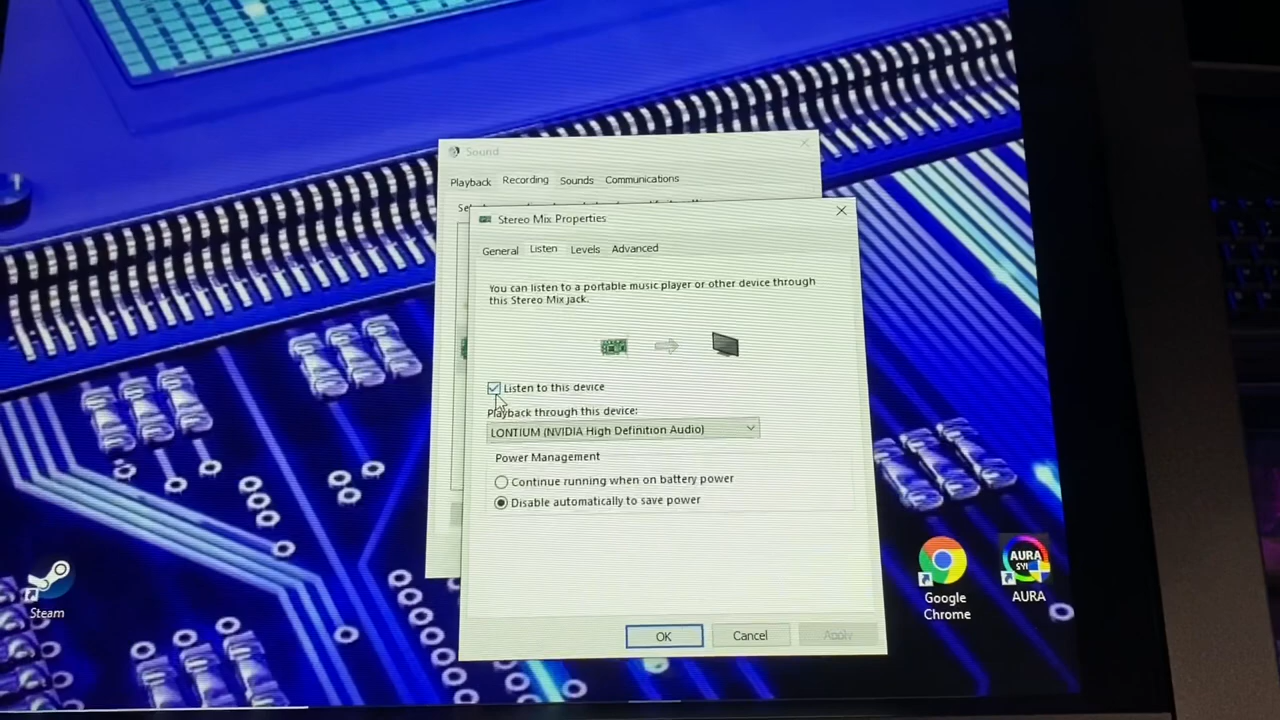 Sound
Playback Recording Sounds Communications
Stereo Mix Properties
General Listen Levels Advanced
You can listen to a portable music player or other device through
this Stereo Mix jack.
Listen to this device
Playback through this device:
LONTIUM (NVIDIA High Definition Audio)
Power Management
Continue running when on battery power
Disable automatically to save power
OK Cancel Apply
Steam
Google
Chrome
AURA
AURA